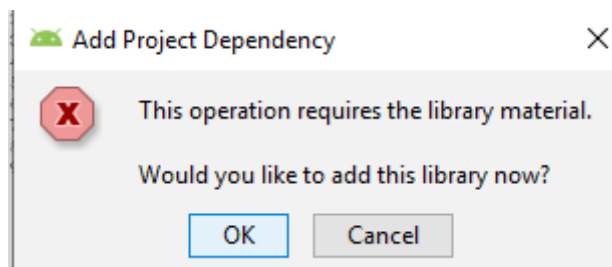 Add Project Dependency
This operation requires the library material.
Would you like to add this library now?
OK
Cancel